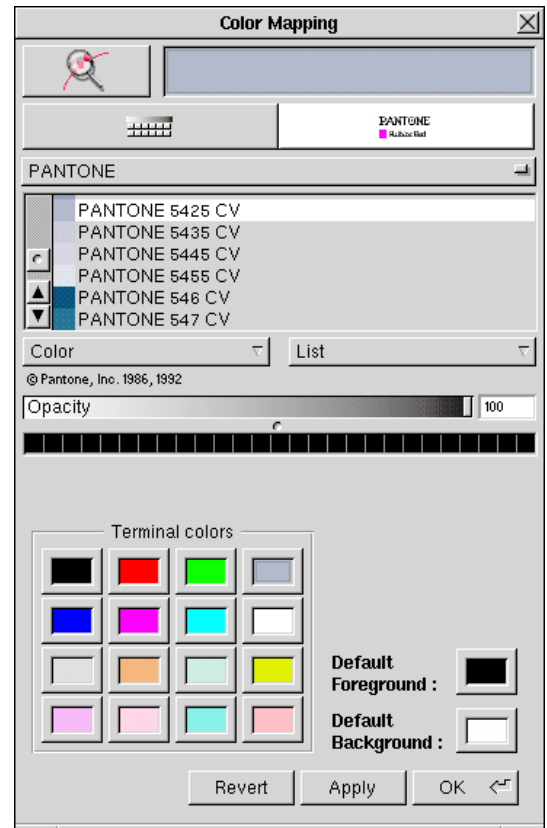 Color Mapping
PANTONE
Rubine Red
PANTONE
PANTONE 5425 CV
PANTONE 5435 CV
PANTONE 5445 CV
PANTONE 5455 CV
PANTONE 546 CV
PANTONE 547 CV
Color
List
© Pantone, Inc. 1986, 1992
Opacity
100
Terminal colors
Default
Foreground :
Default
Background :
Revert
Apply
OK